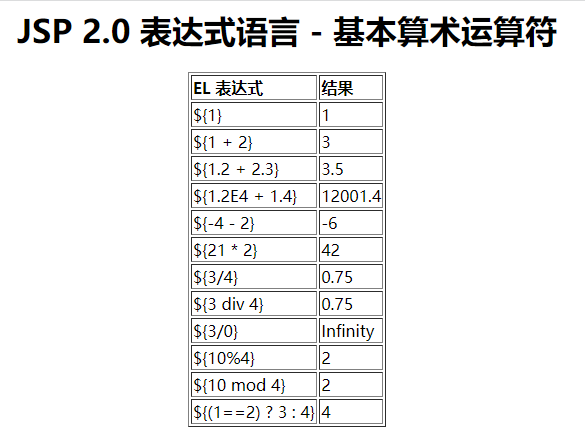 JSP 2.0 表达式语言 - 基本算术运算符
EL 表达式 结果
${1} 1
${1 + 2} 3
${1.2 + 2.3} 3.5
${1.2E4 + 1.4} 12001.4
${-4 - 2} -6
${21 * 2} 42
${3/4} 0.75
${3 div 4} 0.75
${3/0} Infinity
${10%4} 2
${10 mod 4} 2
${(1==2) ? 3 : 4} 4